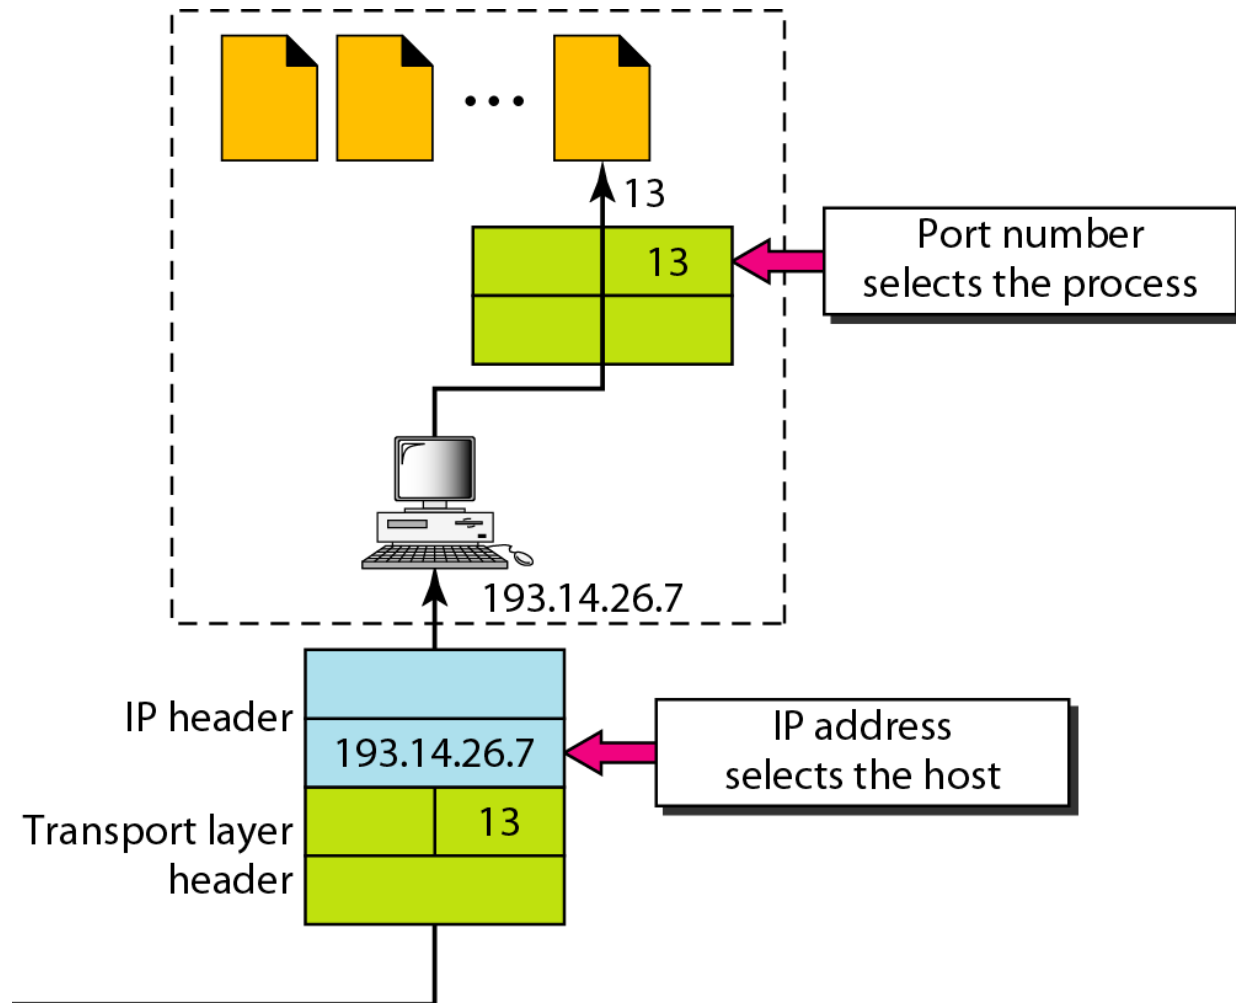 13
13
Port number
selects the process
193.14.26.7
IP header
193.14.26.7
IP address
selects the host
Transport layer
header
13